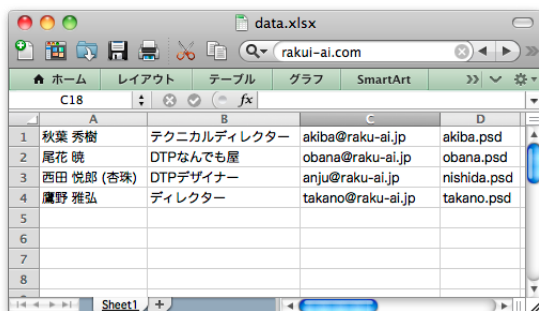 data.xlsx
rakui-ai.com
ホーム レイアウト テーブル グラフ SmartArt
C18 fx
A B C D
1 秋葉 秀樹 テクニカルディレクター akiba@raku-ai.jp akiba.psd
2 尾花 暁 DTPなんでも屋 obana@raku-ai.jp obana.psd
3 西田 悦郎 (杏珠) DTPデザイナー anju@raku-ai.jp nishida.psd
4 鷹野 雅弘 ディレクター takano@raku-ai.jp takano.psd
5
6
7
8
Sheet1